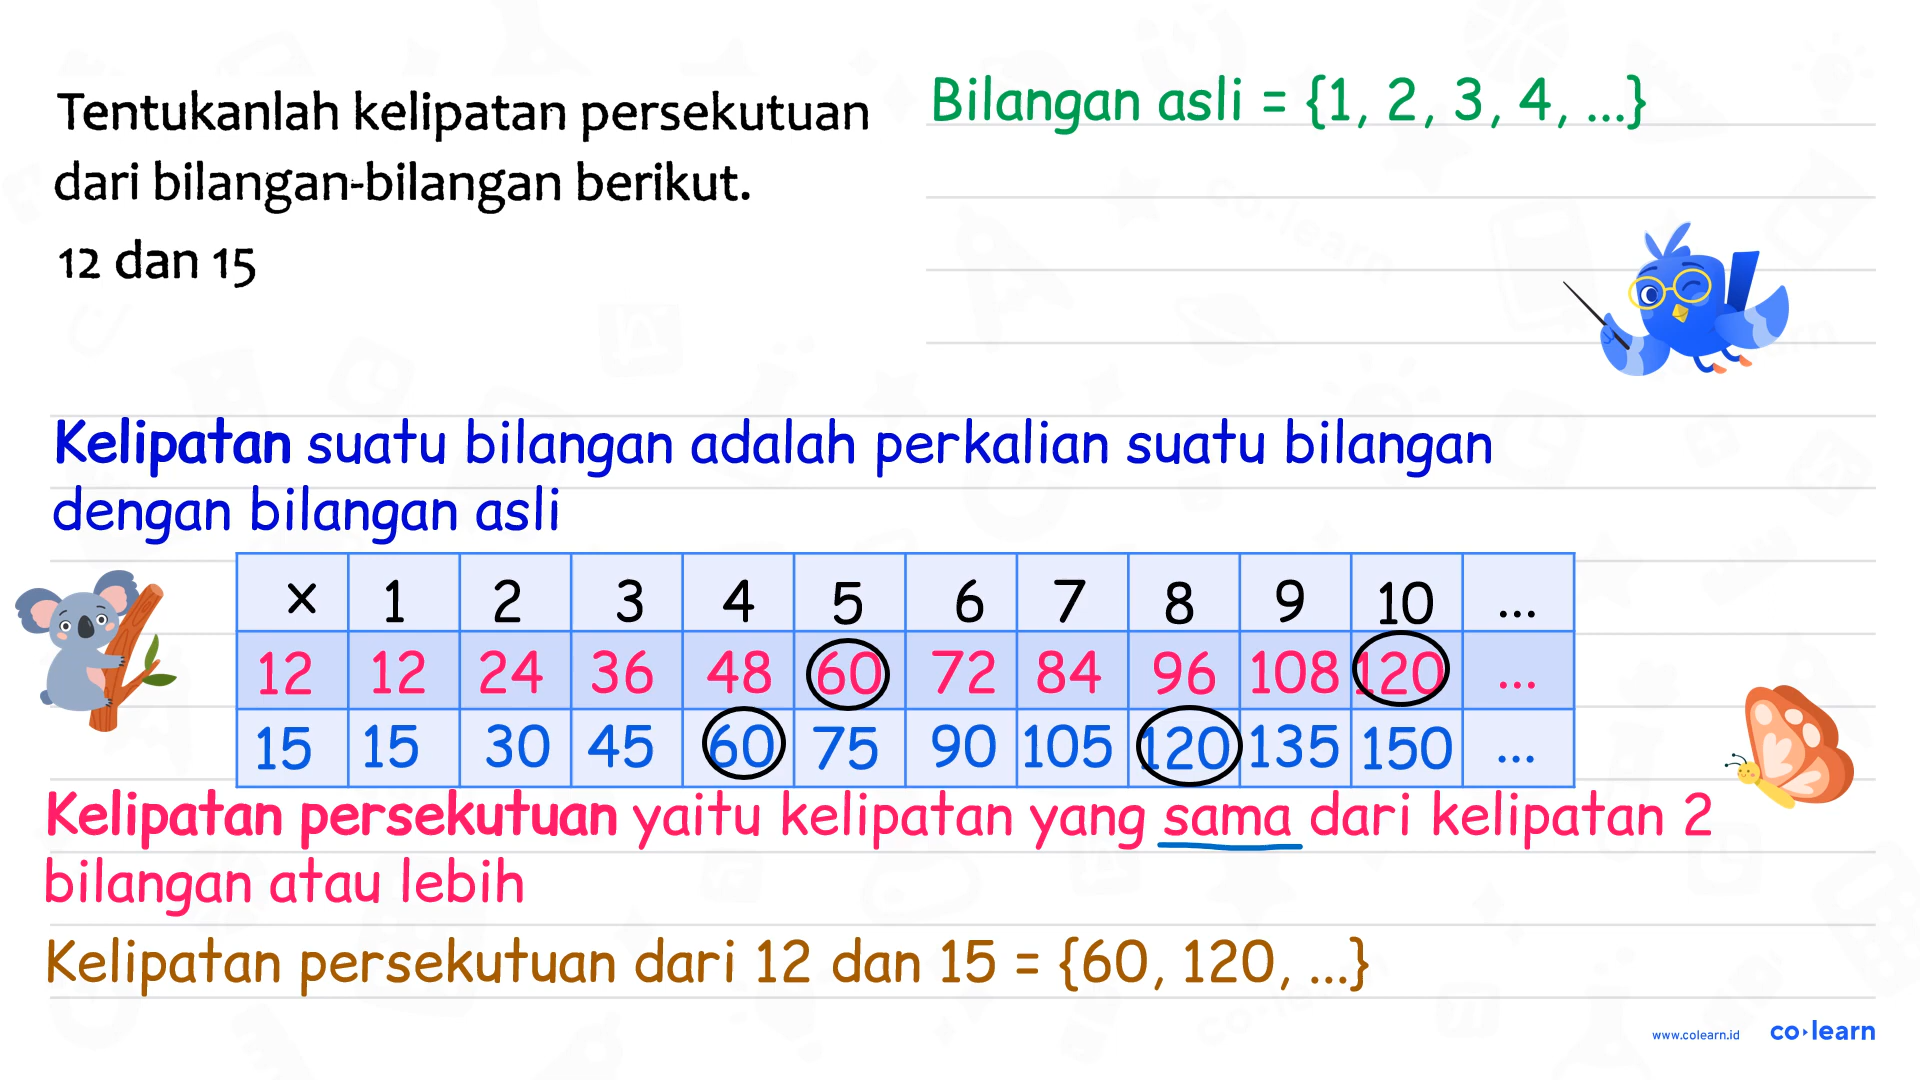 Tentukanlah kelipatan persekutuan
dari bilangan-bilangan berikut.
12 dan 15
Bilangan asli = {1, 2, 3, 4, ...}
Kelipatan suatu bilangan adalah perkalian suatu bilangan
dengan bilangan asli
× 1 2 3 4 5 6 7 8 9 10 ...
12 12 24 36 48 60 72 84 96 108 120 ...
15 15 30 45 60 75 90 105 120 135 150 ...
Kelipatan persekutuan yaitu kelipatan yang sama dari kelipatan 2
bilangan atau lebih
Kelipatan persekutuan dari 12 dan 15 = {60, 120, ...}
www.colearn.id co learn